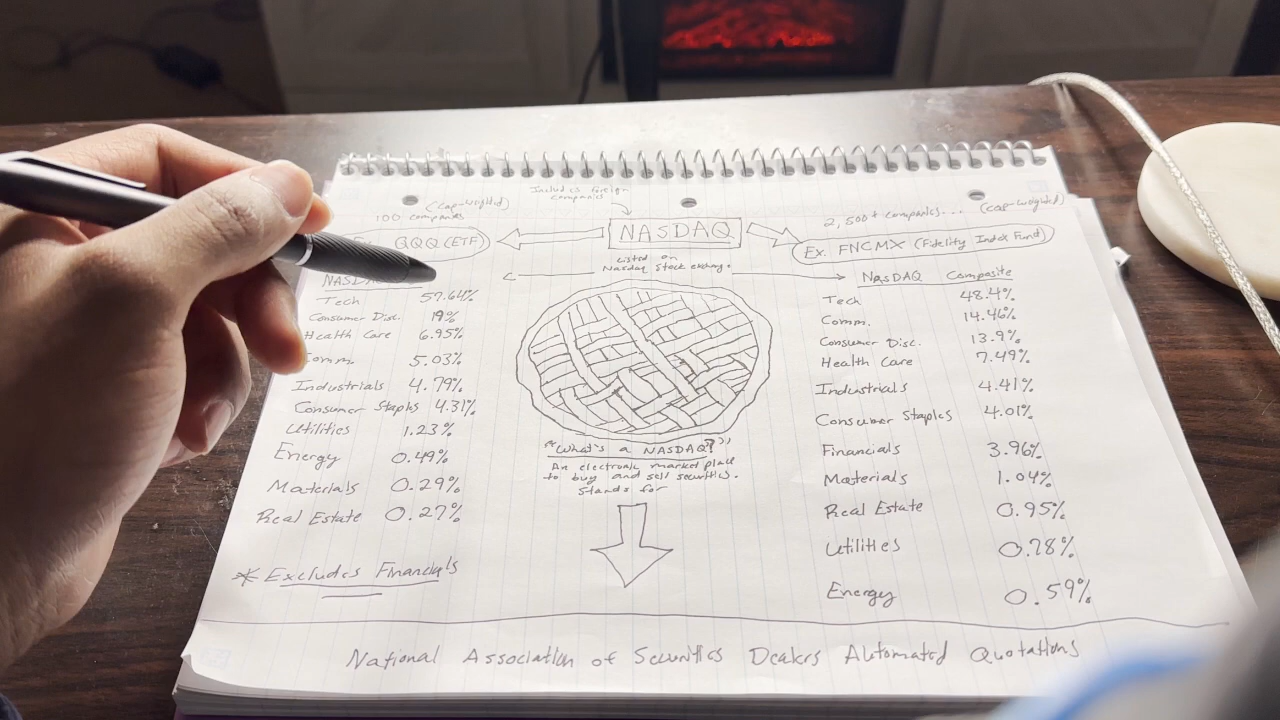 Includes foreign
companies
NASDAQ
Listed on
Nasdaq Stock exchange
(cap-weighted)
100 companies
QQQ (ETF)
Tech 57.64%
Consumer Disc. 19%
Health Care 6.95%
Comm. 5.03%
Industrials 4.79%
Consumer Staples 4.31%
Utilities 1.23%
Energy 0.49%
Materials 0.29%
Real Estate 0.27%
* Excludes Financials
"What's a NASDAQ?"
An electronic market place
to buy and sell securities.
Stands for
2,500+ companies... (cap-weighted)
Ex. FNCMX (Fidelity Index Fund)
NASDAQ Composite
Tech 48.4%
Comm. 14.46%
Consumer Disc. 13.9%
Health Care 7.49%
Industrials 4.41%
Consumer Staples 4.01%
Financials 3.96%
Materials 1.04%
Real Estate 0.95%
Utilities 0.78%
Energy 0.59%
National Association of Securities Dealers Automated Quotations